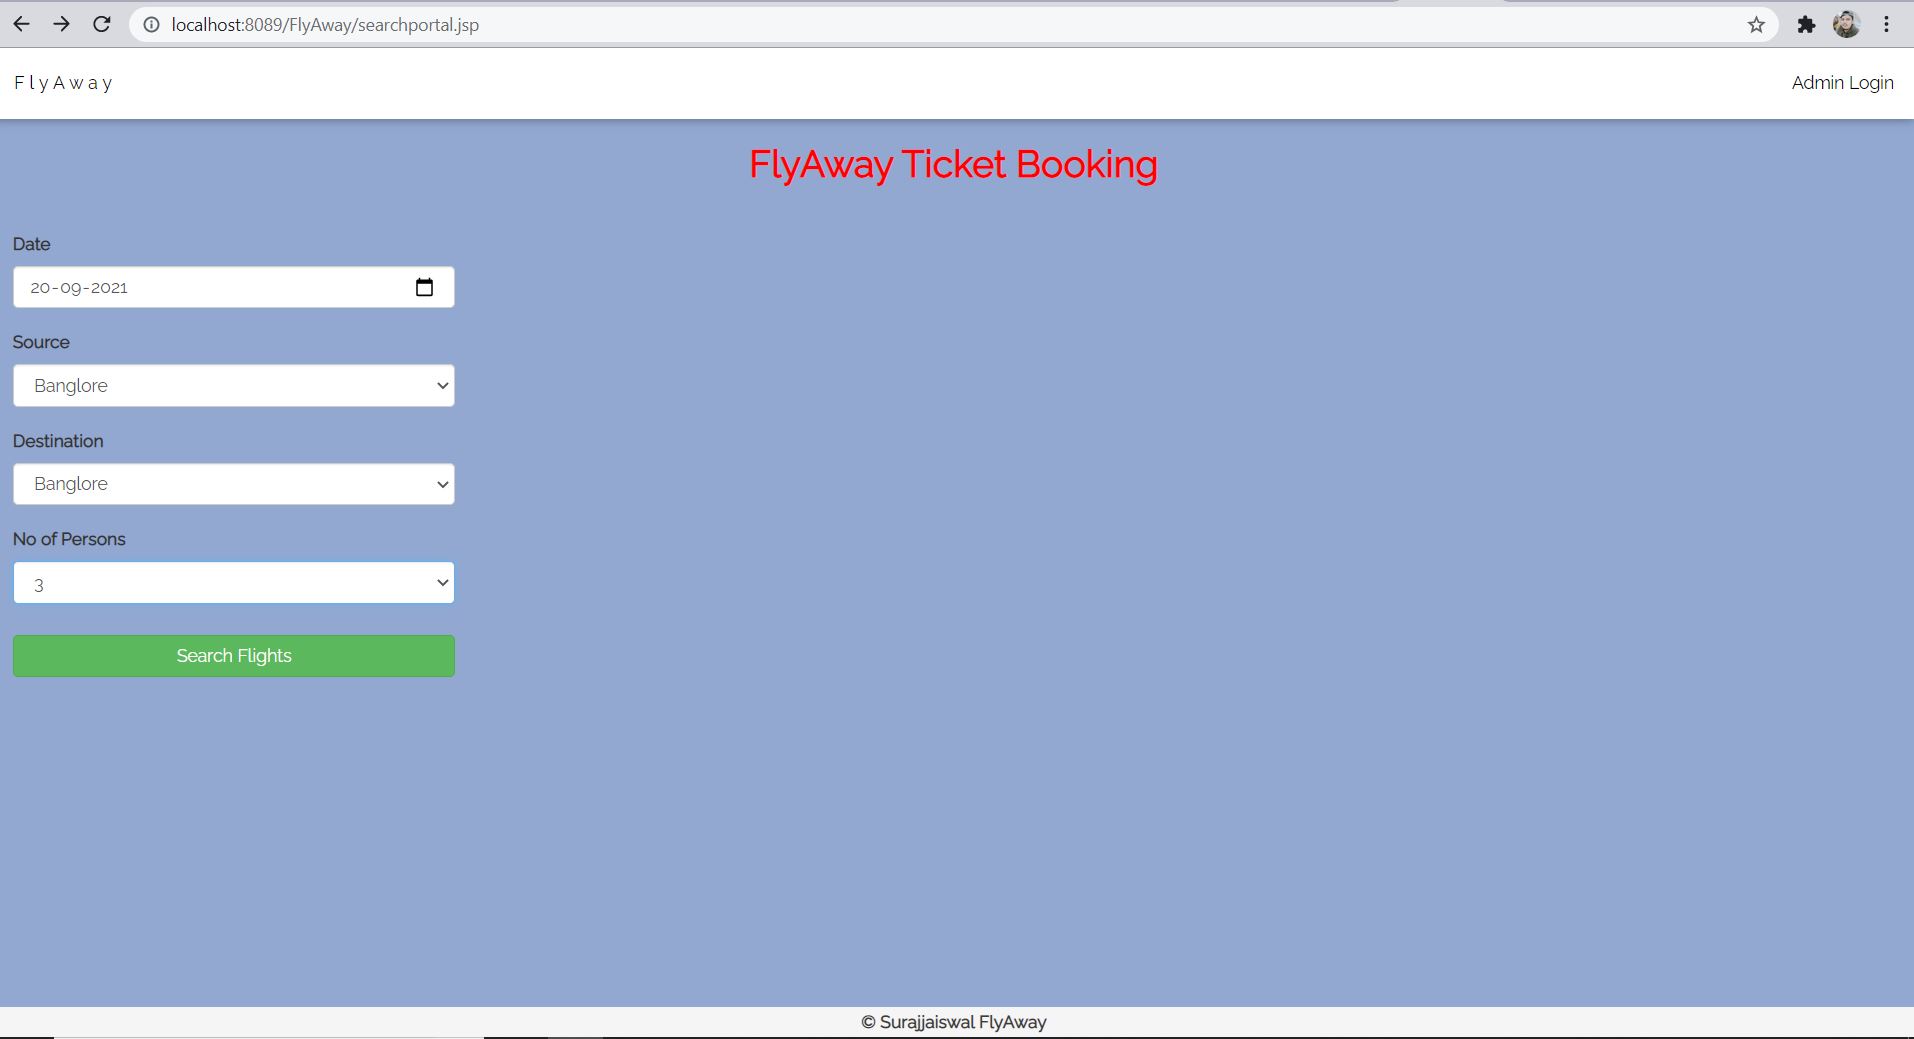 localhost:8089/FlyAway/searchportal.jsp
FlyAway
Admin Login
FlyAway Ticket Booking
Date
20-09-2021
Source
Banglore
Destination
Banglore
No of Persons
3
Search Flights
© Surajjaiswal FlyAway